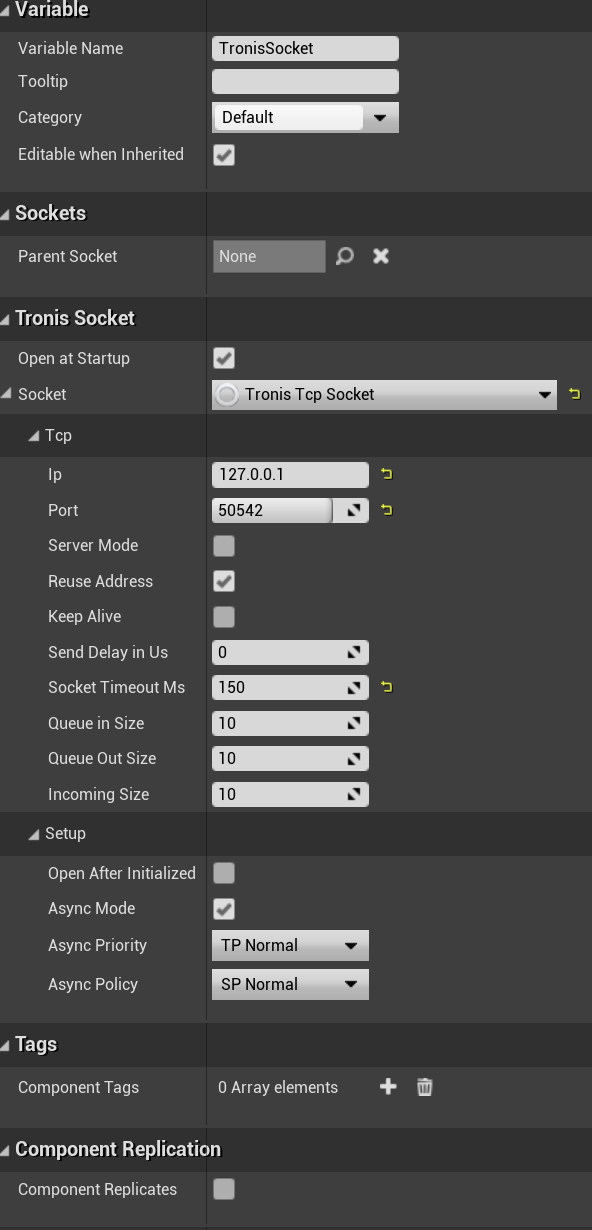 Variable
Variable Name TronisSocket
Tooltip
Category Default
Editable when Inherited
Sockets
Parent Socket None
Tronis Socket
Open at Startup
Socket Tronis Tcp Socket
Tcp
Ip 127.0.0.1
Port 50542
Server Mode
Reuse Address
Keep Alive
Send Delay in Us 0
Socket Timeout Ms 150
Queue in Size 10
Queue Out Size 10
Incoming Size 10
Setup
Open After Initialized
Async Mode
Async Priority TP Normal
Async Policy SP Normal
Tags
Component Tags 0 Array elements
Component Replication
Component Replicates